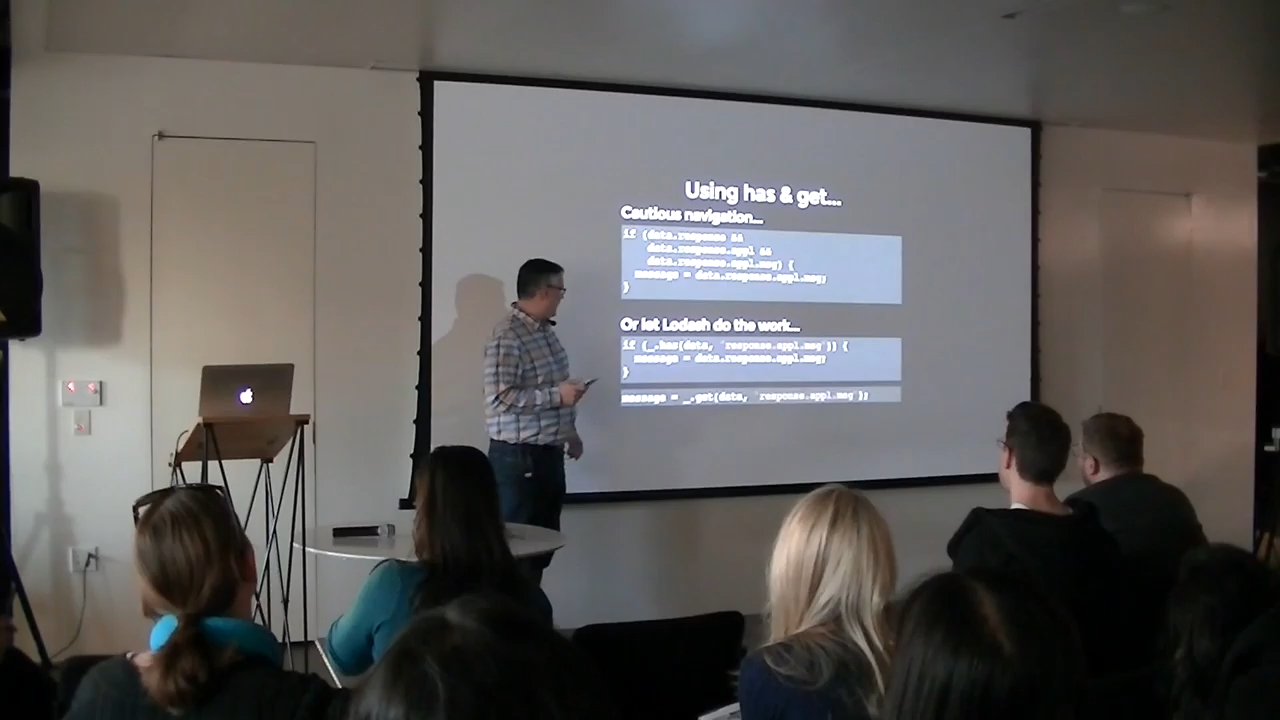 Using has & get...
Cautious navigation...
if (data.response &&
data.response.appl &&
data.response.appl.msg) {
message = data.response.appl.msg;
}
Or let Lodash do the work...
if (_.has(data, 'response.appl.msg')) {
message = data.response.appl.msg;
}
message = _.get(data, 'response.appl.msg');